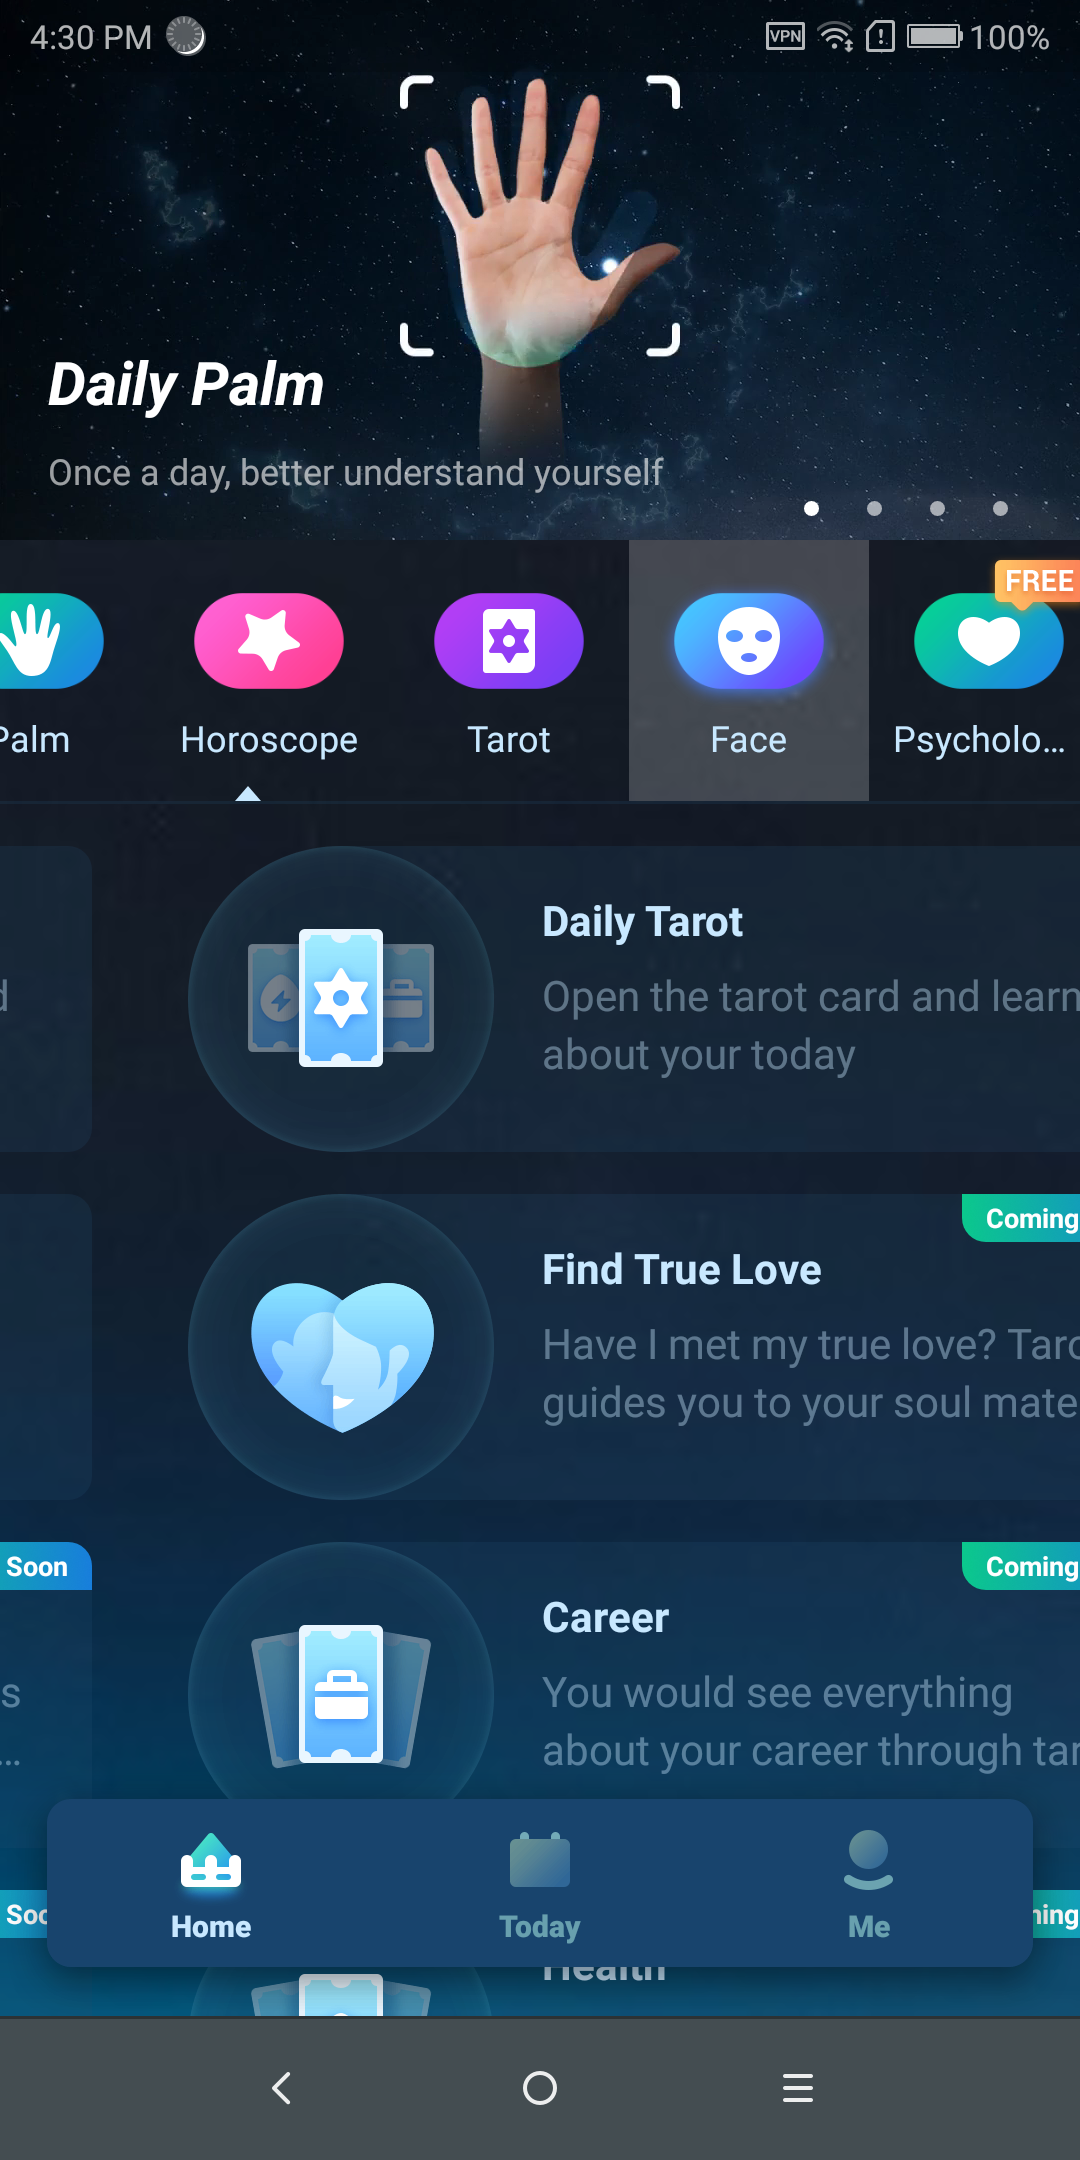 4:30 PM
VPN
100%
Daily Palm
Once a day, better understand yourself
FREE
Palm
Horoscope
Tarot
Face
Psycholo...
Daily Tarot
d
Open the tarot card and learn
about your today
Coming
Find True Love
Have I met my true love? Taro
guides you to your soul mate
Soon
Coming
Career
s
You would see everything
...
about your career through tar
Soo
ning
Home
Today
Me
Health